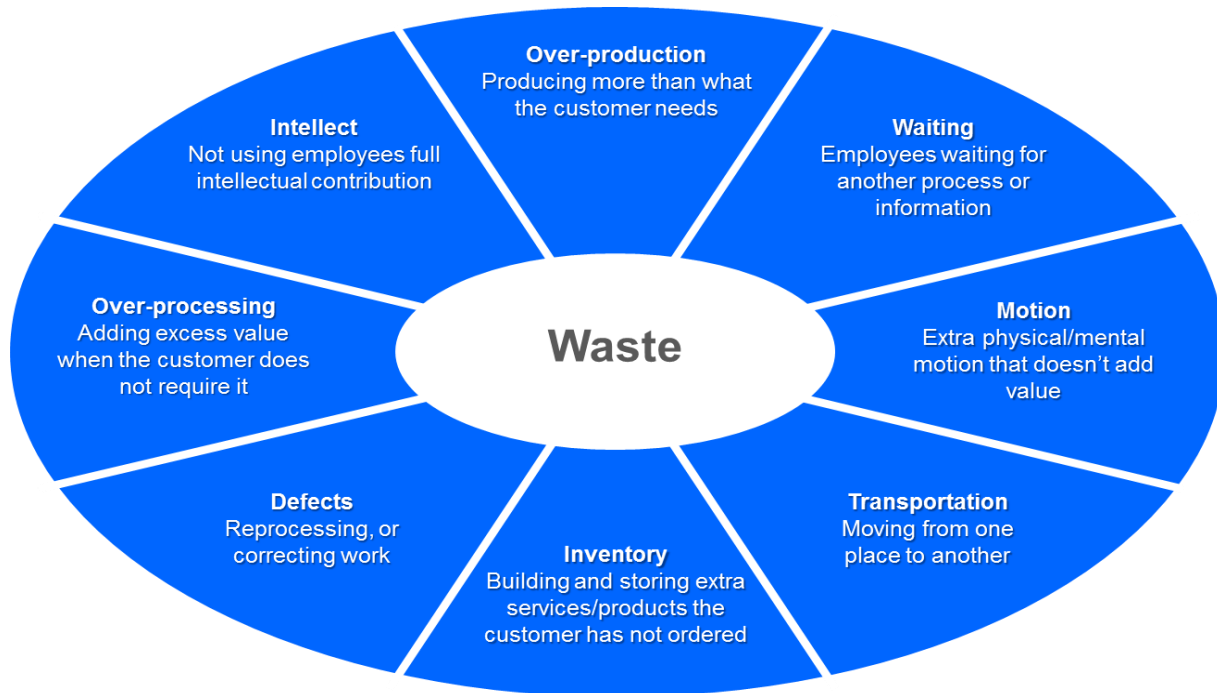 Over-production
Producing more than what
the customer needs
Waiting
Employees waiting for
another process or
information
Motion
Extra physical/mental
motion that doesn’t add
value
Transportation
Moving from one
place to another
Inventory
Building and storing extra
services/products the
customer has not ordered
Defects
Reprocessing, or
correcting work
Over-processing
Adding excess value
when the customer does
not require it
Intellect
Not using employees full
intellectual contribution
Waste